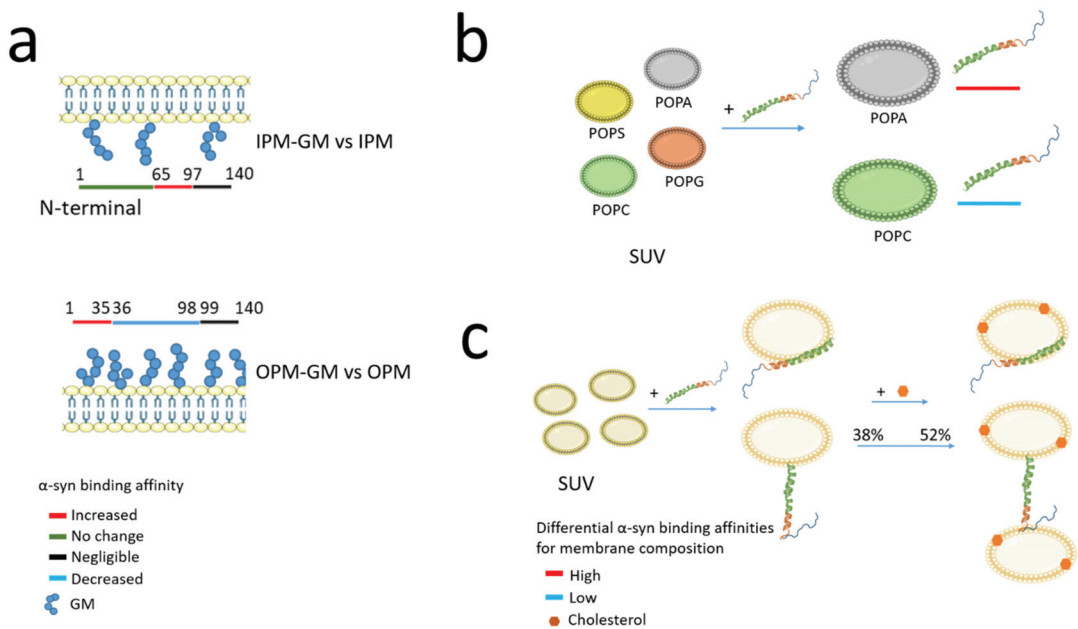 a
IPM-GM vs IPM
1 65 97 140
N-terminal
1 35 36 98 99 140
OPM-GM vs OPM
α-syn binding affinity
Increased
No change
Negligible
Decreased
GM
b
POPA
POPS
POPG
POPC
SUV
+
POPA
POPC
c
+
SUV
+
38% 52%
Differential α-syn binding affinities
for membrane composition
High
Low
Cholesterol